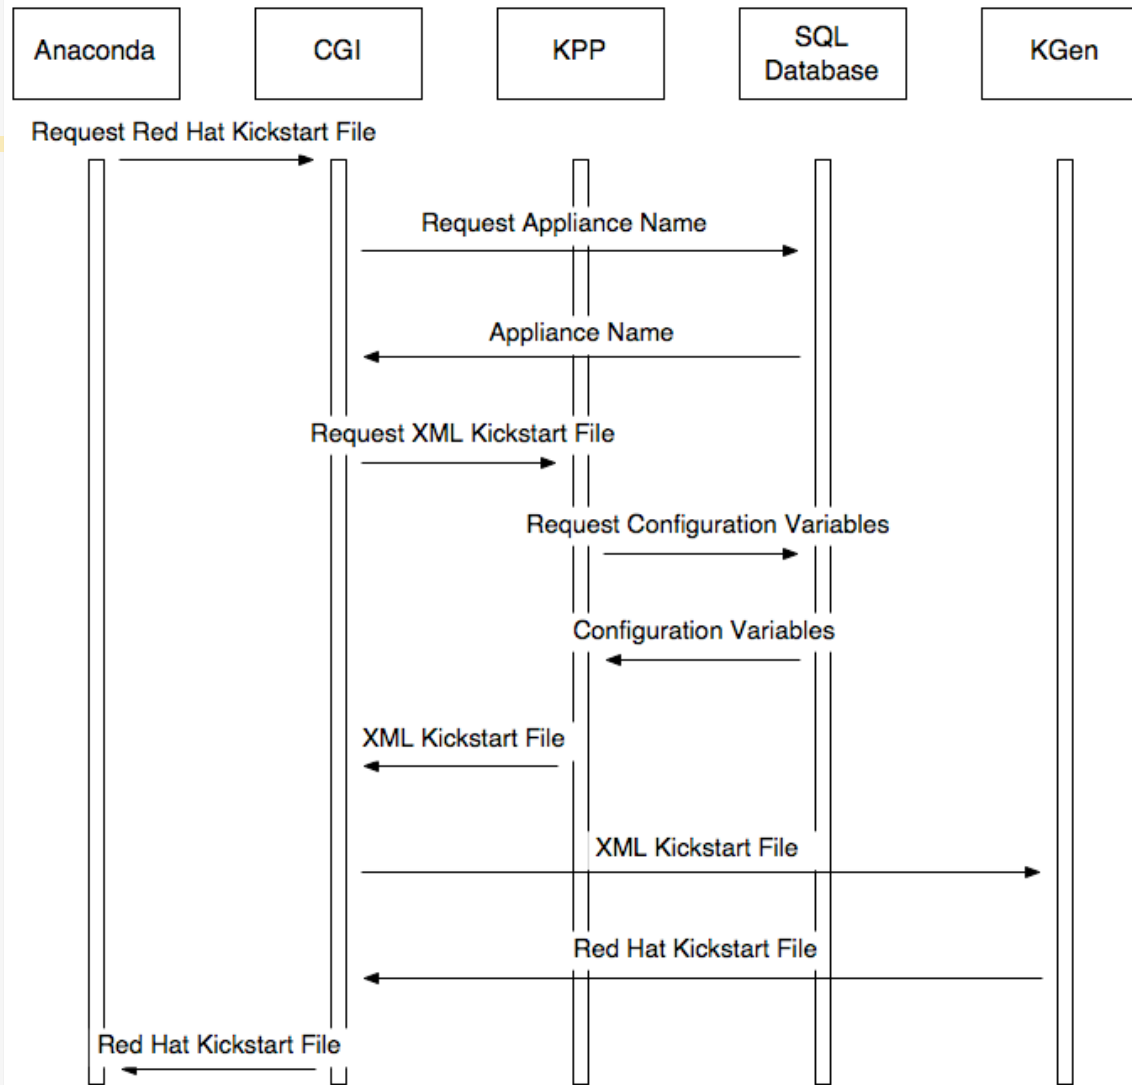 Anaconda
CGI
KPP
SQL
Database
KGen
Request Red Hat Kickstart File
Request Appliance Name
Appliance Name
Request XML Kickstart File
Request Configuration Variables
Configuration Variables
XML Kickstart File
XML Kickstart File
Red Hat Kickstart File
Red Hat Kickstart File